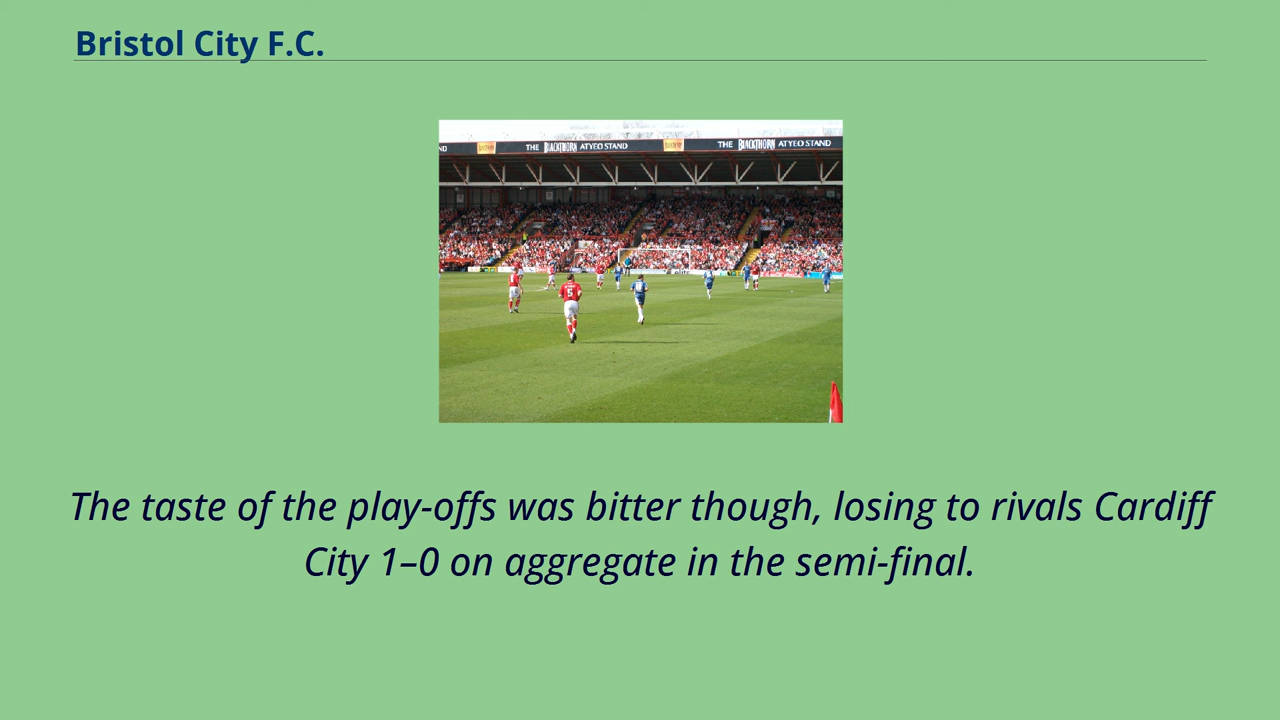 Bristol City F.C.
THE BLACKTHORN ATYEO STAND THE BLACKTHORN ATYEO STAND
5
The taste of the play-offs was bitter though, losing to rivals Cardiff
City 1–0 on aggregate in the semi-final.